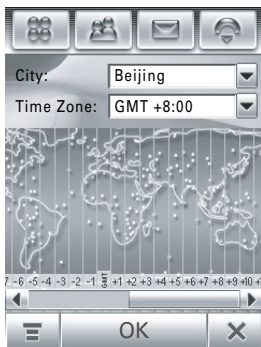 City: Beijing
Time Zone: GMT +8:00
7 -6 -5 -4 -3 -2 -1 GMT +1 +2 +3 +4 +5 +6 +7 +8 +9 +10 +
OK